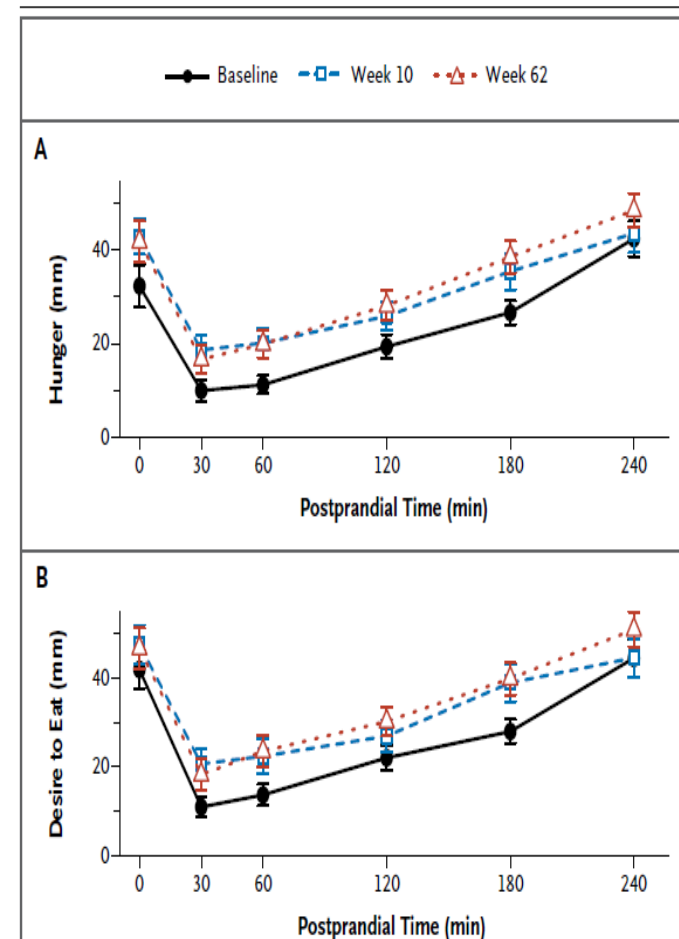 Baseline Week 10 Week 62
A
Hunger (mm)
40
20
0
0 30 60 120 180 240
Postprandial Time (min)
B
Desire to Eat (mm)
40
20
0
0 30 60 120 180 240
Postprandial Time (min)